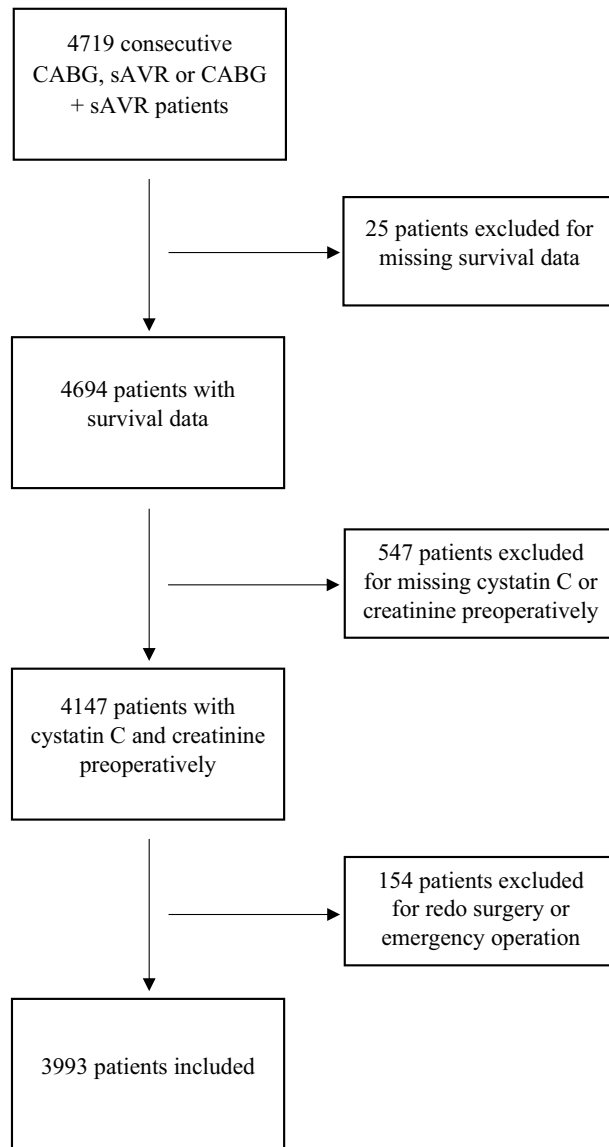 4719 consecutive
CABG, sAVR or CABG
+ sAVR patients
25 patients excluded for
missing survival data
4694 patients with
survival data
547 patients excluded
for missing cystatin C or
creatinine preoperatively
4147 patients with
cystatin C and creatinine
preoperatively
154 patients excluded
for redo surgery or
emergency operation
3993 patients included